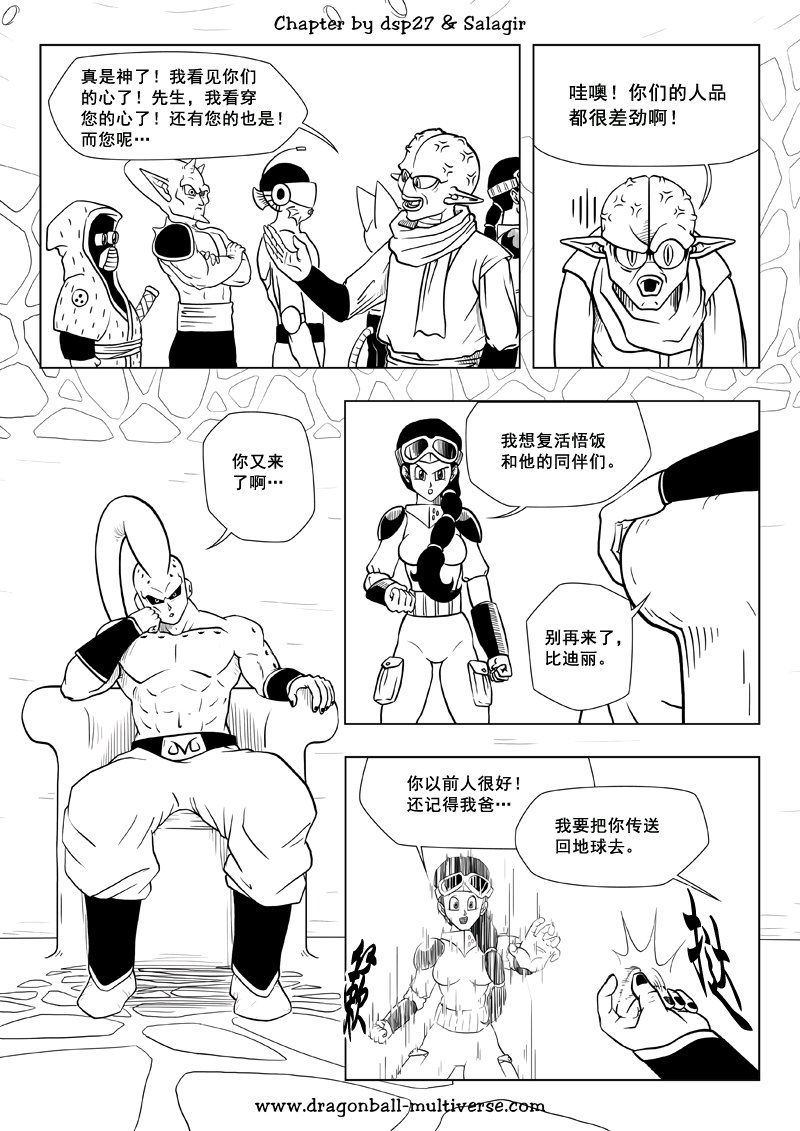 Chapter by dsp27 & Salagir
真是神了！我看见你们
的心了！先生，我看穿
您的心了！还有您的也是！
而您呢…
哇噢！你们的人品
都很差劲啊！
你又来
了啊…
我想复活悟饭
和他的同伴们。
别再来了，
比迪丽。
你以前人很好！
还记得我爸…
我要把你传送
回地球去。
www.dragonball-multiverse.com